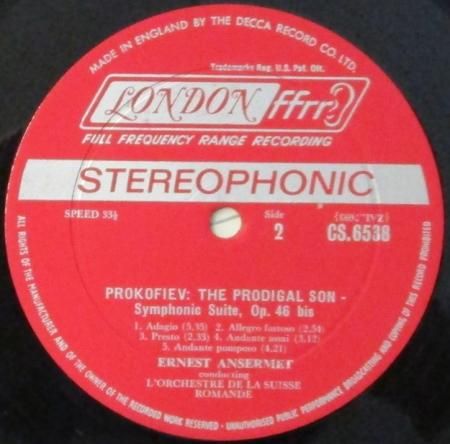 MADE IN ENGLAND BY THE DECCA RECORD CO. LTD.
Trademarks Reg. U.S. Pat. Off.
LONDON ffrr
FULL FREQUENCY RANGE RECORDING
STEREOPHONIC
SPEED 33⅓
Side
2
CS.6538
PROKOFIEV: THE PRODIGAL SON -
Symphonic Suite, Op. 46 bis
1. Adagio (5.35) 2. Allegro fastoso (2.54)
3. Presto (2.33) 4. Andante assai (3.12)
5. Andante pomposo (4.21)
ERNEST ANSERMET
conducting
L'ORCHESTRE DE LA SUISSE
ROMANDE
ALL RIGHTS OF THE MANUFACTURER AND OF THE OWNER OF THE RECORDED WORK RESERVED - UNAUTHORISED PUBLIC PERFORMANCE BROADCASTING AND COPYING OF THIS RECORD PROHIBITED